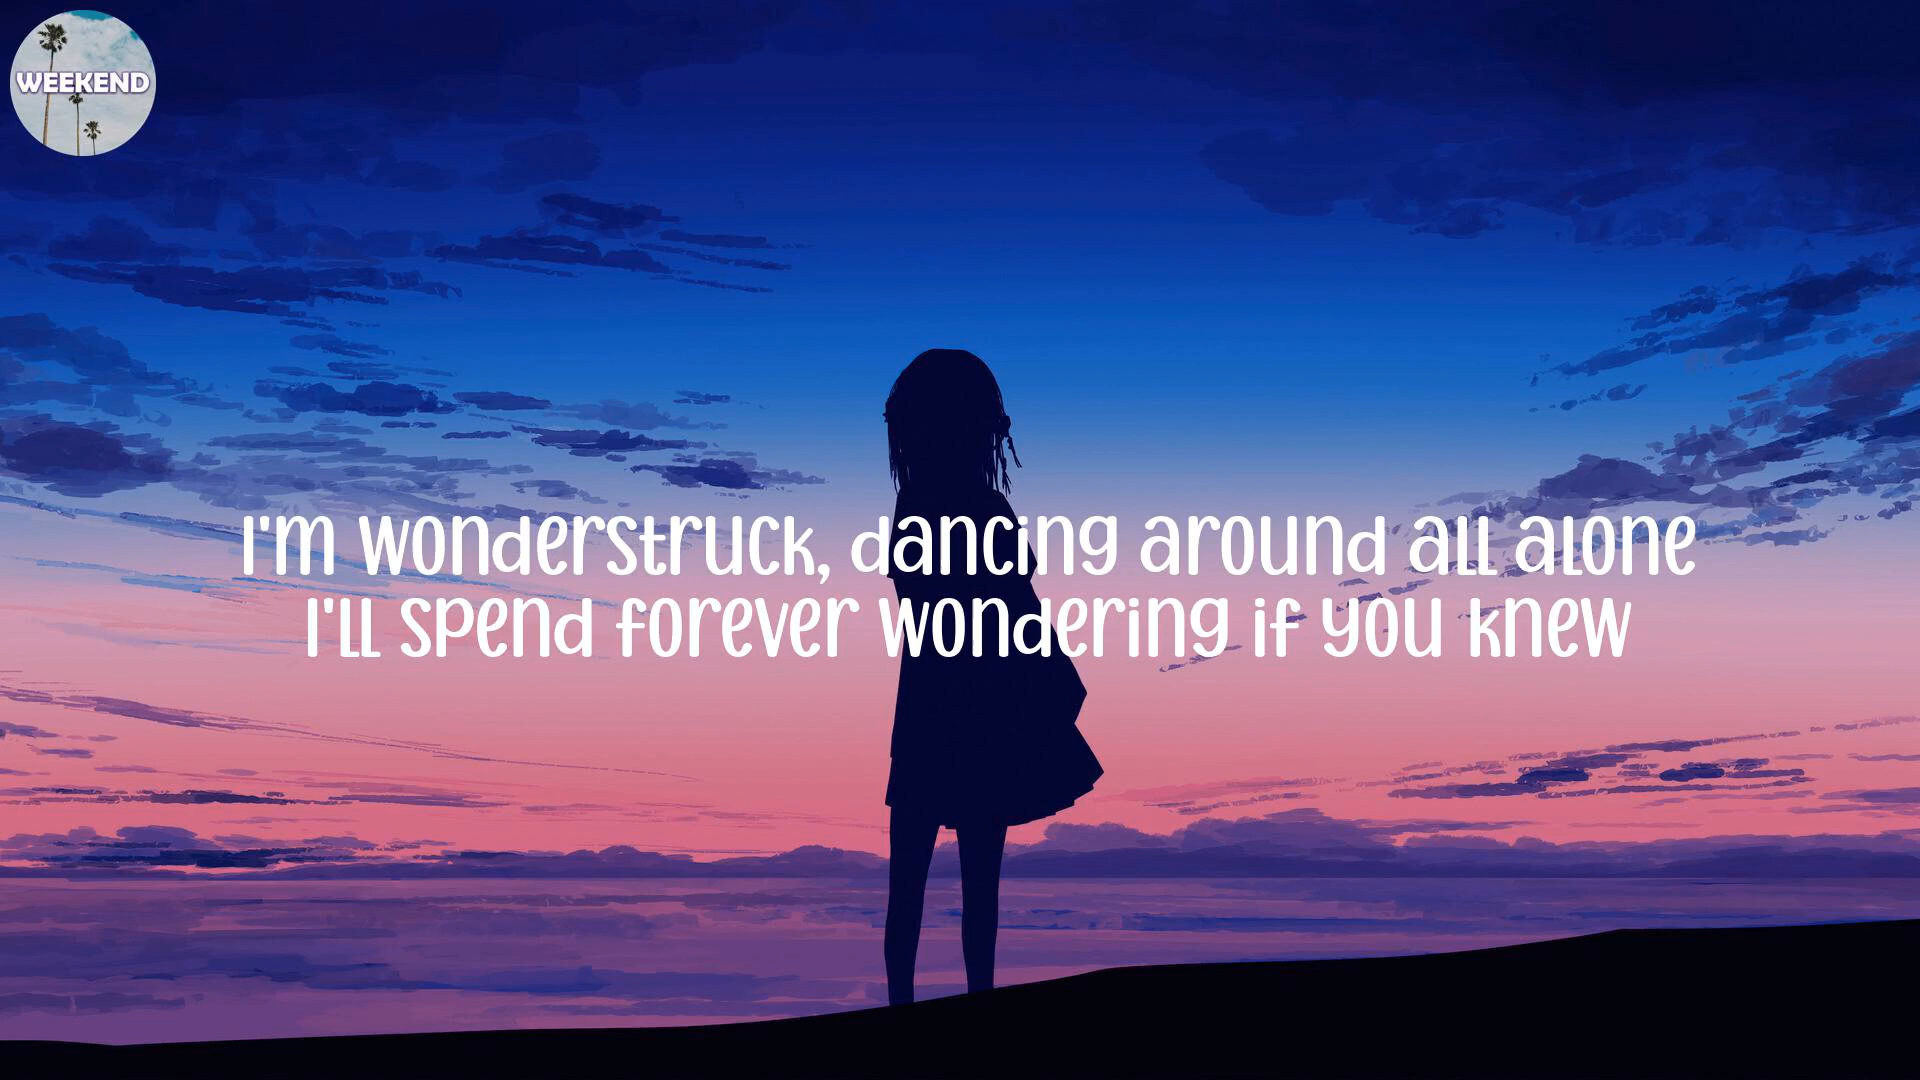 WEEKEND
I'm wonderstruck, dancing around all alone
I'll spend forever wondering if you knew